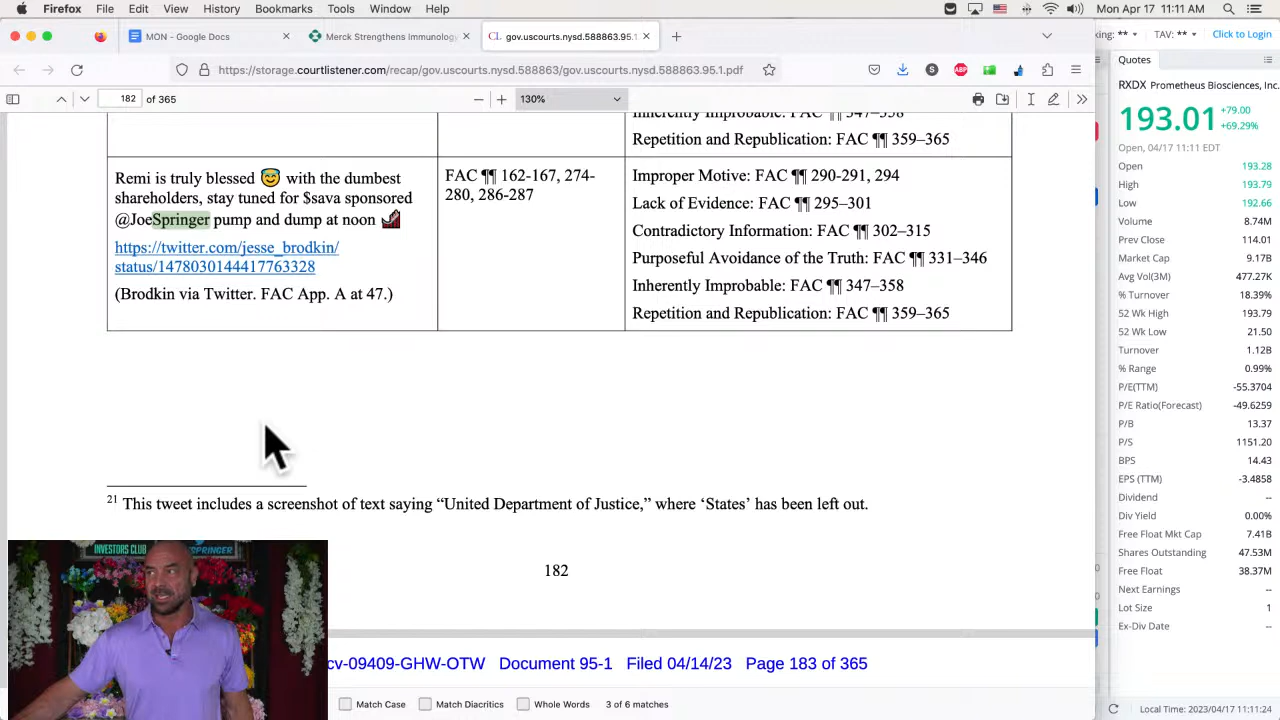 Firefox File Edit View History Bookmarks Tools Window Help
Mon Apr 17 11:11 AM
MON - Google Docs
Merck Strengthens Immunology
CL gov.uscourts.nysd.588863.95.1.
https://storage.courtlistener.com/recap/gov.uscourts.nysd.588863/gov.uscourts.nysd.588863.95.1.pdf
182 of 365
130%
Inherently Improbable: FAC ¶¶ 347–358
Repetition and Republication: FAC ¶¶ 359–365
Remi is truly blessed 😇 with the dumbest
shareholders, stay tuned for $sava sponsored
@JoeSpringer pump and dump at noon
https://twitter.com/jesse_brodkin/
status/1478030144417763328
(Brodkin via Twitter. FAC App. A at 47.)
FAC ¶¶ 162-167, 274-
280, 286-287
Improper Motive: FAC ¶¶ 290-291, 294
Lack of Evidence: FAC ¶¶ 295–301
Contradictory Information: FAC ¶¶ 302–315
Purposeful Avoidance of the Truth: FAC ¶¶ 331–346
Inherently Improbable: FAC ¶¶ 347–358
Repetition and Republication: FAC ¶¶ 359–365
21 This tweet includes a screenshot of text saying “United Department of Justice,” where ‘States’ has been left out.
182
cv-09409-GHW-OTW Document 95-1 Filed 04/14/23 Page 183 of 365
Match Case Match Diacritics Whole Words 3 of 6 matches
INVESTORS CLUB
SPRINGER
king: ** TAV: ** Click to Login
Quotes
RXDX Prometheus Biosciences, Inc.
193.01 +79.00
+69.29%
Open, 04/17 11:11 EDT
Open 193.28
High 193.79
Low 192.66
Volume 8.74M
Prev Close 114.01
Market Cap 9.17B
Avg Vol(3M) 477.27K
% Turnover 18.39%
52 Wk High 193.79
52 Wk Low 21.50
Turnover 1.12B
% Range 0.99%
P/E(TTM) -55.3704
P/E Ratio(Forecast) -49.6259
P/B 13.37
P/S 1151.20
BPS 14.43
EPS (TTM) -3.4858
Dividend --
Div Yield 0.00%
Free Float Mkt Cap 7.41B
Shares Outstanding 47.53M
Free Float 38.37M
Next Earnings --
Lot Size 1
Ex-Div Date --
Local Time: 2023/04/17 11:11:24